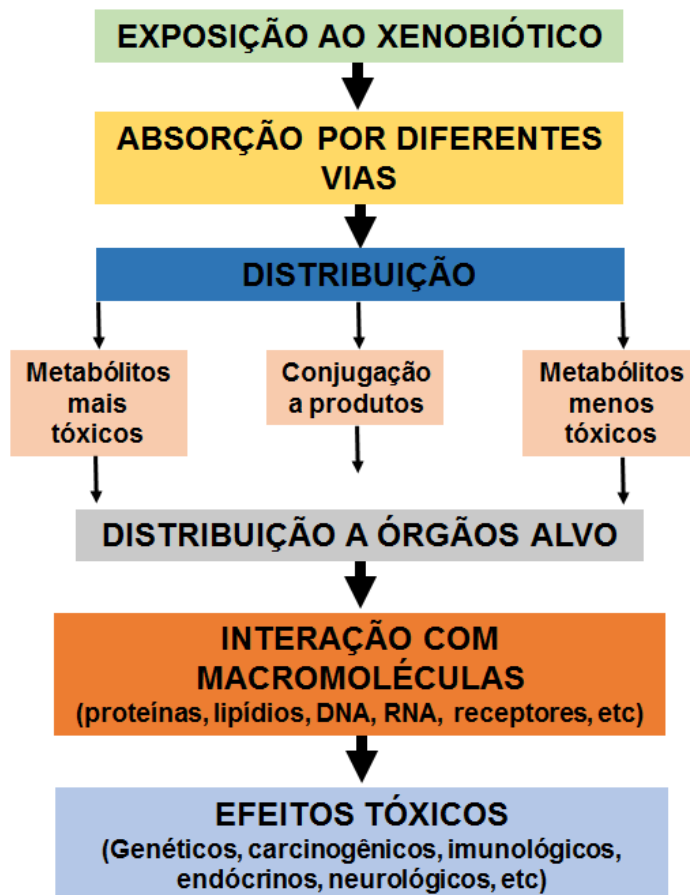 EXPOSIÇÃO AO XENOBIÓTICO
ABSORÇÃO POR DIFERENTES
VIAS
DISTRIBUIÇÃO
Metabólitos
mais
tóxicos
Conjugação
a produtos
Metabólitos
menos
tóxicos
DISTRIBUIÇÃO A ÓRGÃOS ALVO
INTERAÇÃO COM
MACROMOLÉCULAS
(proteínas, lipídios, DNA, RNA, receptores, etc)
EFEITOS TÓXICOS
(Genéticos, carcinogênicos, imunológicos,
endócrinos, neurológicos, etc)